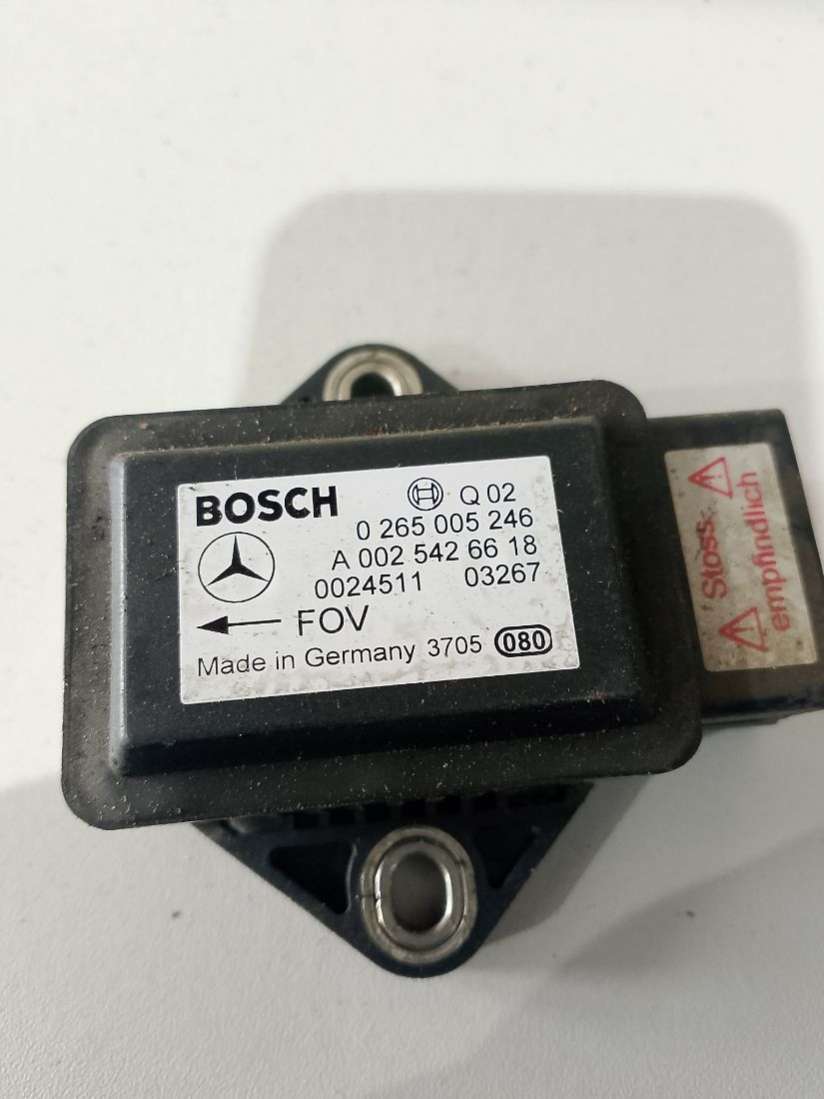 BOSCH
Q 02
0 265 005 246
A 002 542 66 18
0024511 03267
FOV
Made in Germany 3705 080
Stoss
empfindlich